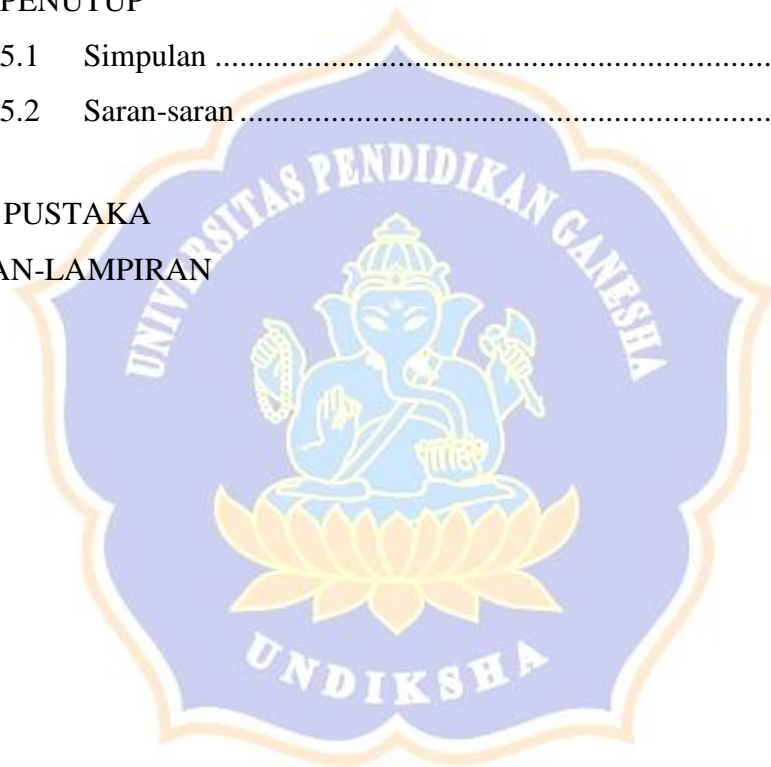 PENUTUP
5.1 Simpulan ....................................................................
5.2 Saran-saran .................................................................
PUSTAKA
AN-LAMPIRAN
UNIVERSITAS PENDIDIKAN GANESHA
UNDIKSHA